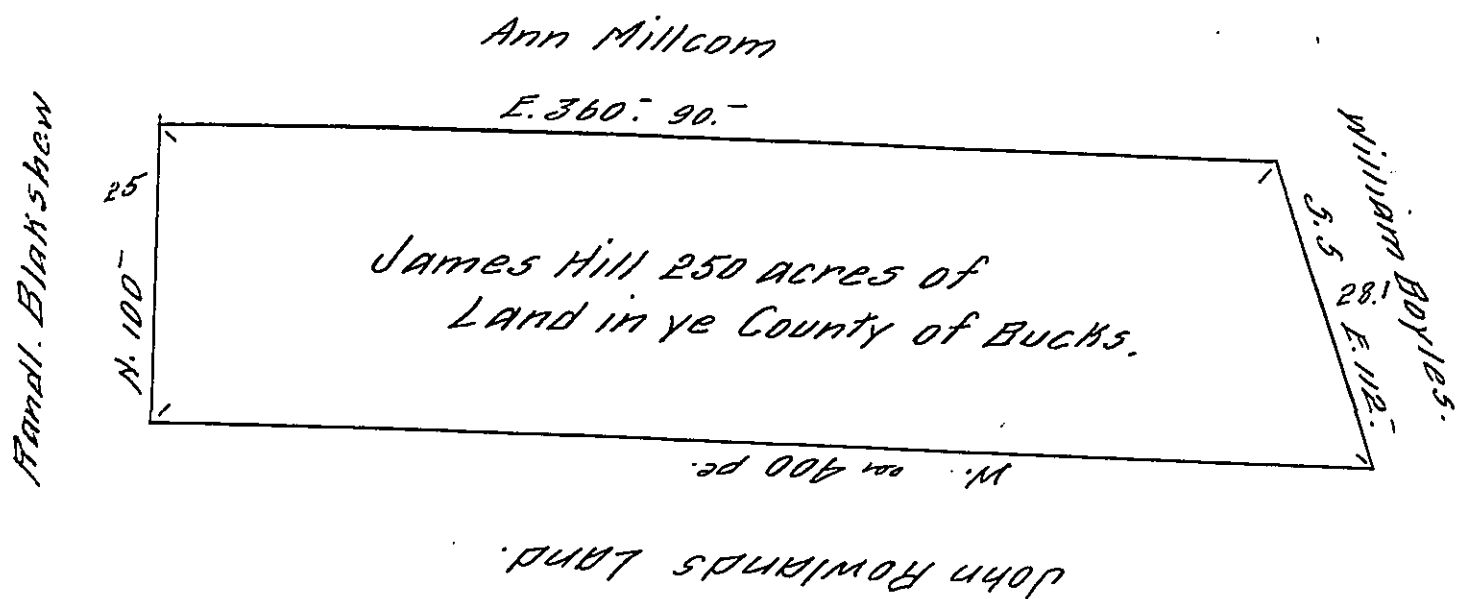 Ann Millcom
E. 360.- 90.-
Randl. Blakshaw
25
N. 100-
James Hill 250 acres of
Land in ye County of Bucks.
William Boyles.
S. 5 E. 112.-
28.1
W. 400 pe.
John Rowlands Land.